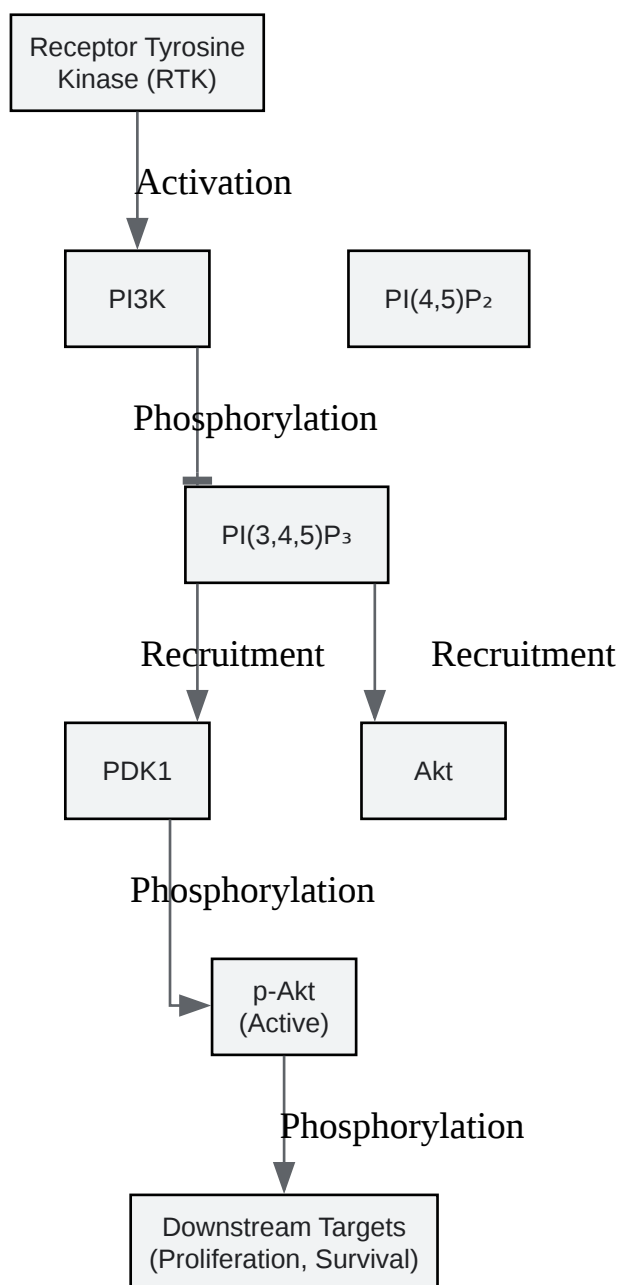 Receptor Tyrosine
Kinase (RTK)
Activation
PI3K
PI(4,5)P₂
Phosphorylation
PI(3,4,5)P₃
Recruitment
Recruitment
PDK1
Akt
Phosphorylation
p-Akt
(Active)
Phosphorylation
Downstream Targets
(Proliferation, Survival)